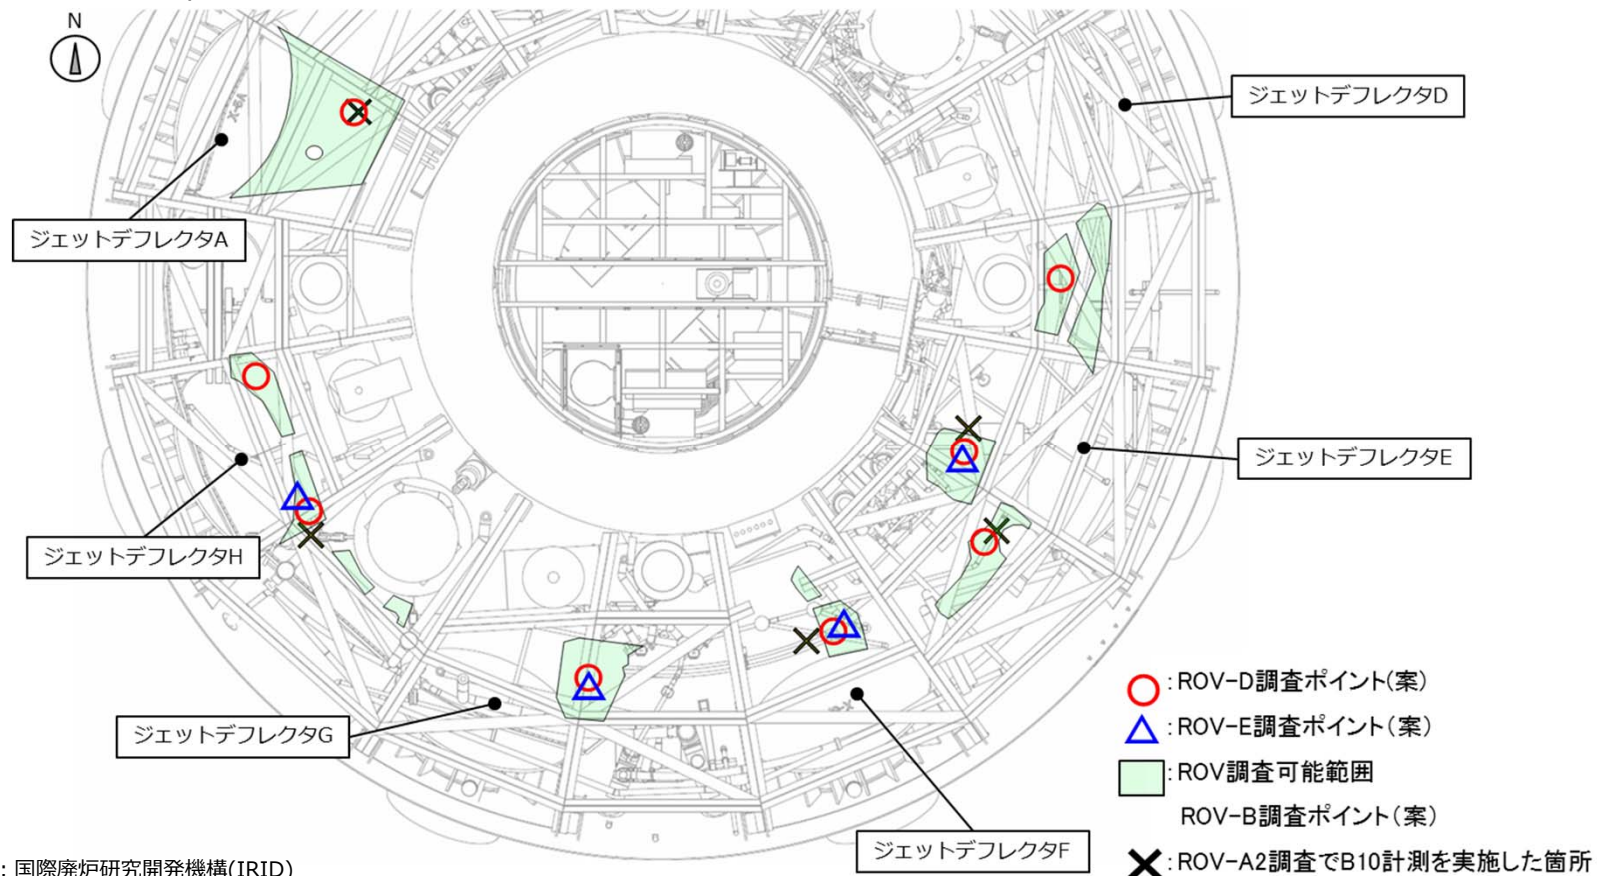 N
ジェットデフレクタD
X-6A
ジェットデフレクタA
ジェットデフレクタE
ジェットデフレクタH
ジェットデフレクタG
ジェットデフレクタF
:ROV-D調査ポイント(案)
:ROV-E調査ポイント(案)
:ROV調査可能範囲
ROV-B調査ポイント(案)
:ROV-A2調査でB10計測を実施した箇所
: 国際廃炉研究開発機構(IRID)